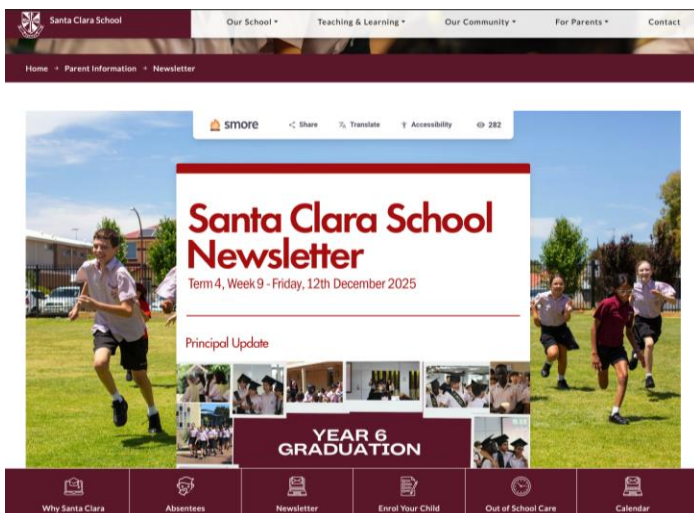 Santa Clara School
Our School
Teaching & Learning
Our Community
For Parents
Contact
Home → Parent Information → Newsletter
smore
Share
Translate
Accessibility
282
Santa Clara School
Newsletter
Term 4, Week 9 - Friday, 12th December 2025
Principal Update
YEAR 6
GRADUATION
Why Santa Clara
Absentees
Newsletter
Enrol Your Child
Out of School Care
Calendar